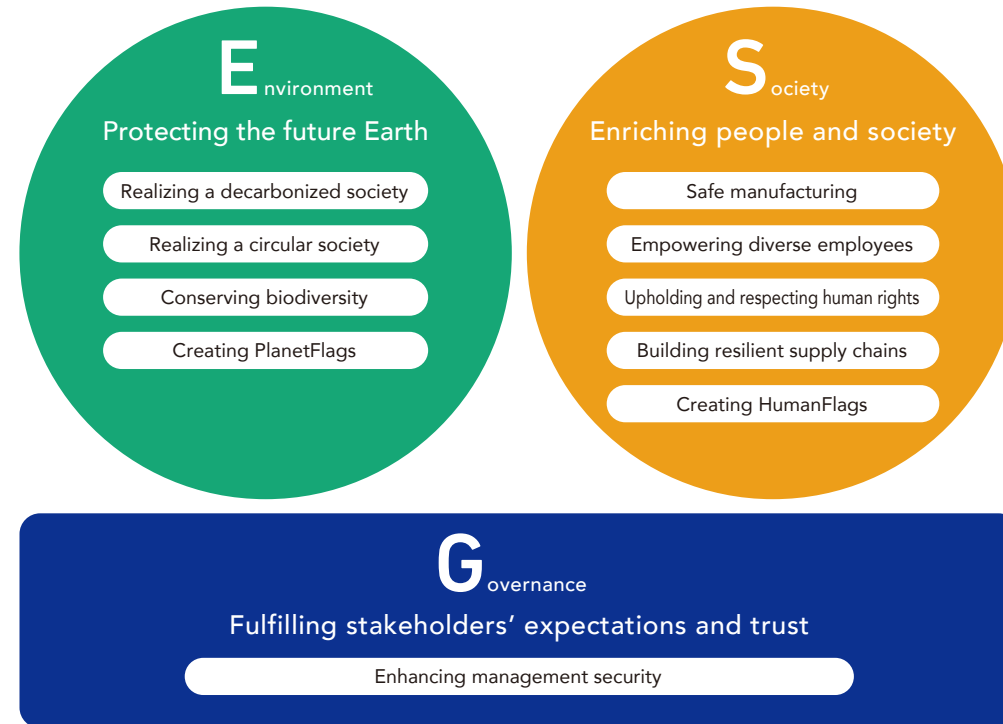 Environment
Protecting the future Earth
Realizing a decarbonized society
Realizing a circular society
Conserving biodiversity
Creating PlanetFlags
Society
Enriching people and society
Safe manufacturing
Empowering diverse employees
Upholding and respecting human rights
Building resilient supply chains
Creating HumanFlags
Governance
Fulfilling stakeholders’ expectations and trust
Enhancing management security